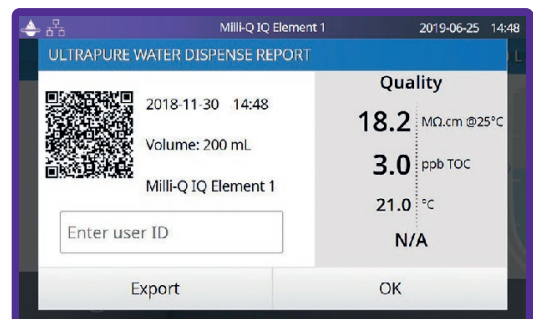 Milli-Q IQ Element 1 2019-06-25 14:48
ULTRAPURE WATER DISPENSE REPORT
2018-11-30 14:48
Volume: 200 mL
Milli-Q IQ Element 1
Enter user ID
Quality
18.2 MΩ.cm @25°C
3.0 ppb TOC
21.0 °C
N/A
Export OK